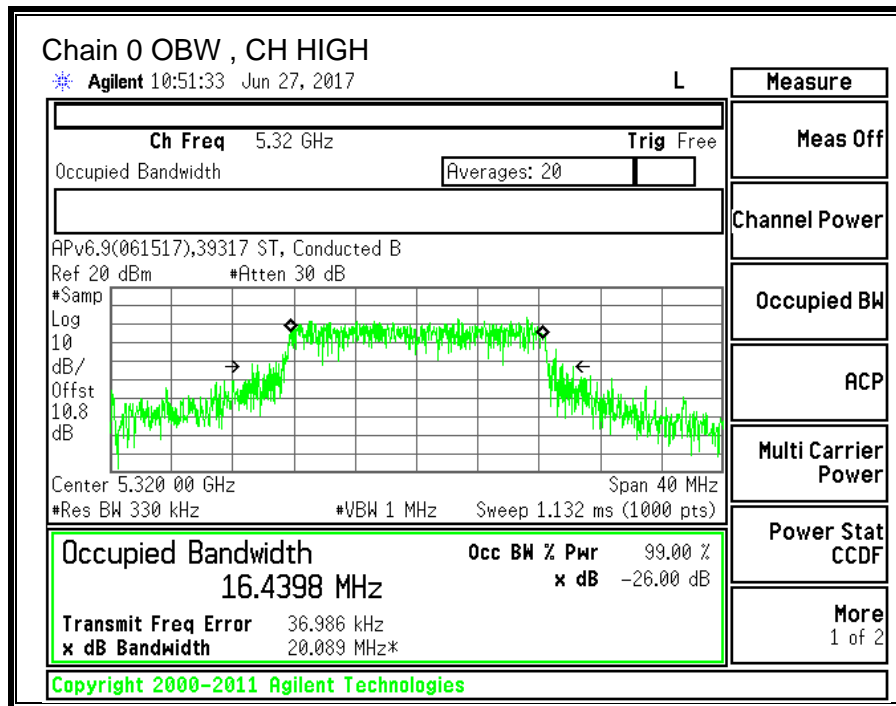 Chain 0 OBW , CH HIGH
Agilent 10:51:33 Jun 27, 2017 L
Measure
Ch Freq 5.32 GHz Trig Free
Occupied Bandwidth Averages: 20
APv6.9(061517),39317 ST, Conducted B
Ref 20 dBm #Atten 30 dB
#Samp
Log
10
dB/
Offst
10.8
dB
Center 5.320 00 GHz Span 40 MHz
#Res BW 330 kHz #VBW 1 MHz Sweep 1.132 ms (1000 pts)
Occupied Bandwidth Occ BW % Pwr 99.00 %
16.4398 MHz x dB -26.00 dB
Transmit Freq Error 36.986 kHz
x dB Bandwidth 20.089 MHz*
Meas Off
Channel Power
Occupied BW
ACP
Multi Carrier
Power
Power Stat
CCDF
More
1 of 2
Copyright 2000-2011 Agilent Technologies